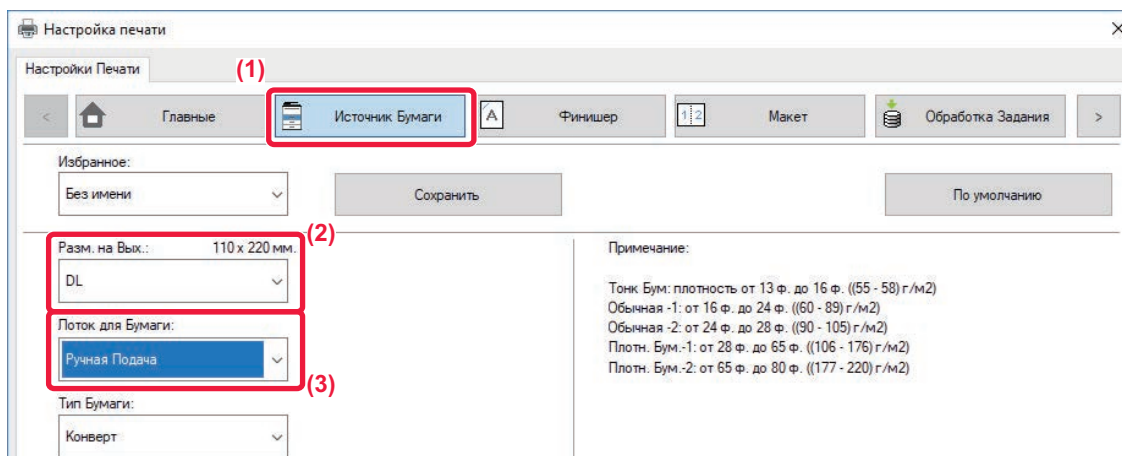 Настройка печати
Настройки Печати
(1)
< Главные Источник Бумаги A Финишер 1 2 Макет Обработка Задания >
Избранное:
Без имени Сохранить По умолчанию
(2)
Разм. на Вых.: 110 x 220 мм.
DL
Лоток для Бумаги:
Ручная Подача
(3)
Тип Бумаги:
Конверт
Примечание:
Тонк Бум: плотность от 13 ф. до 16 ф. ((55 - 58) г/м2)
Обычная -1: от 16 ф. до 24 ф. ((60 - 89) г/м2)
Обычная -2: от 24 ф. до 28 ф. ((90 - 105) г/м2)
Плотн. Бум.-1: от 28 ф. до 65 ф. ((106 - 176) г/м2)
Плотн. Бум.-2: от 65 ф. до 80 ф. ((177 - 220) г/м2)